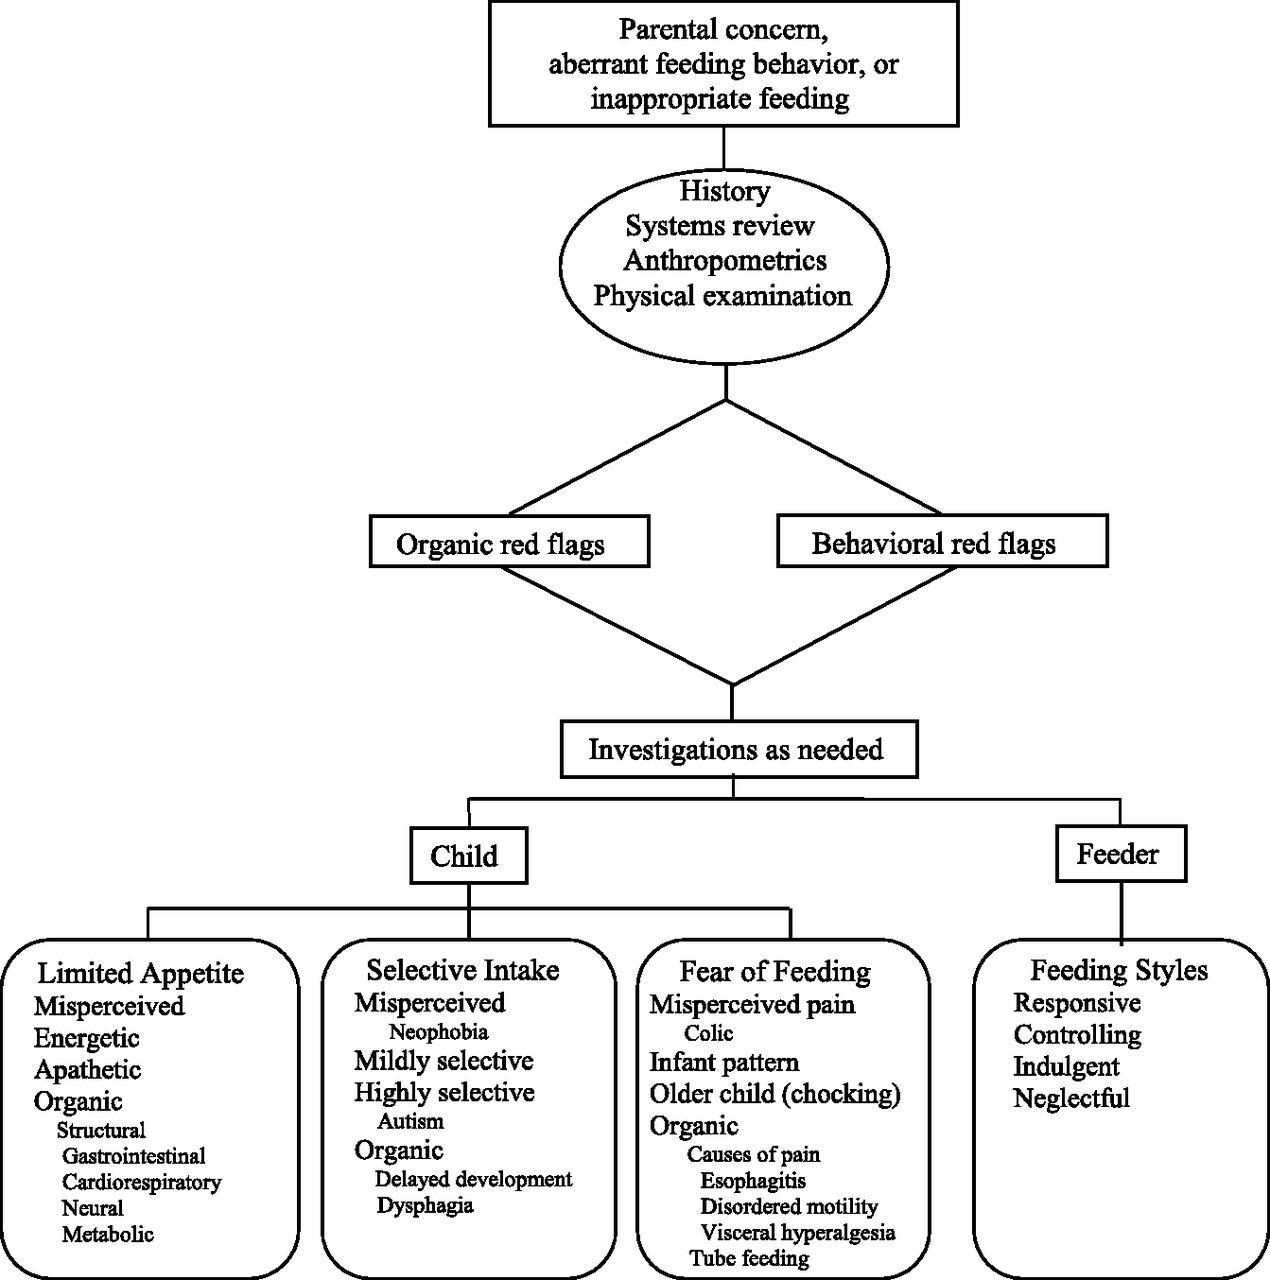 Parental concern,
aberrant feeding behavior, or
inappropriate feeding
History
Systems review
Anthropometrics
Physical examination
Organic red flags
Behavioral red flags
Investigations as needed
Child
Feeder
Limited Appetite
Misperceived
Energetic
Apathetic
Organic
Structural
Gastrointestinal
Cardiorespiratory
Neural
Metabolic
Selective Intake
Misperceived
Neophobia
Mildly selective
Highly selective
Autism
Organic
Delayed development
Dysphagia
Fear of Feeding
Misperceived pain
Colic
Infant pattern
Older child (chocking)
Organic
Causes of pain
Esophagitis
Disordered motility
Visceral hyperalgesia
Tube feeding
Feeding Styles
Responsive
Controlling
Indulgent
Neglectful